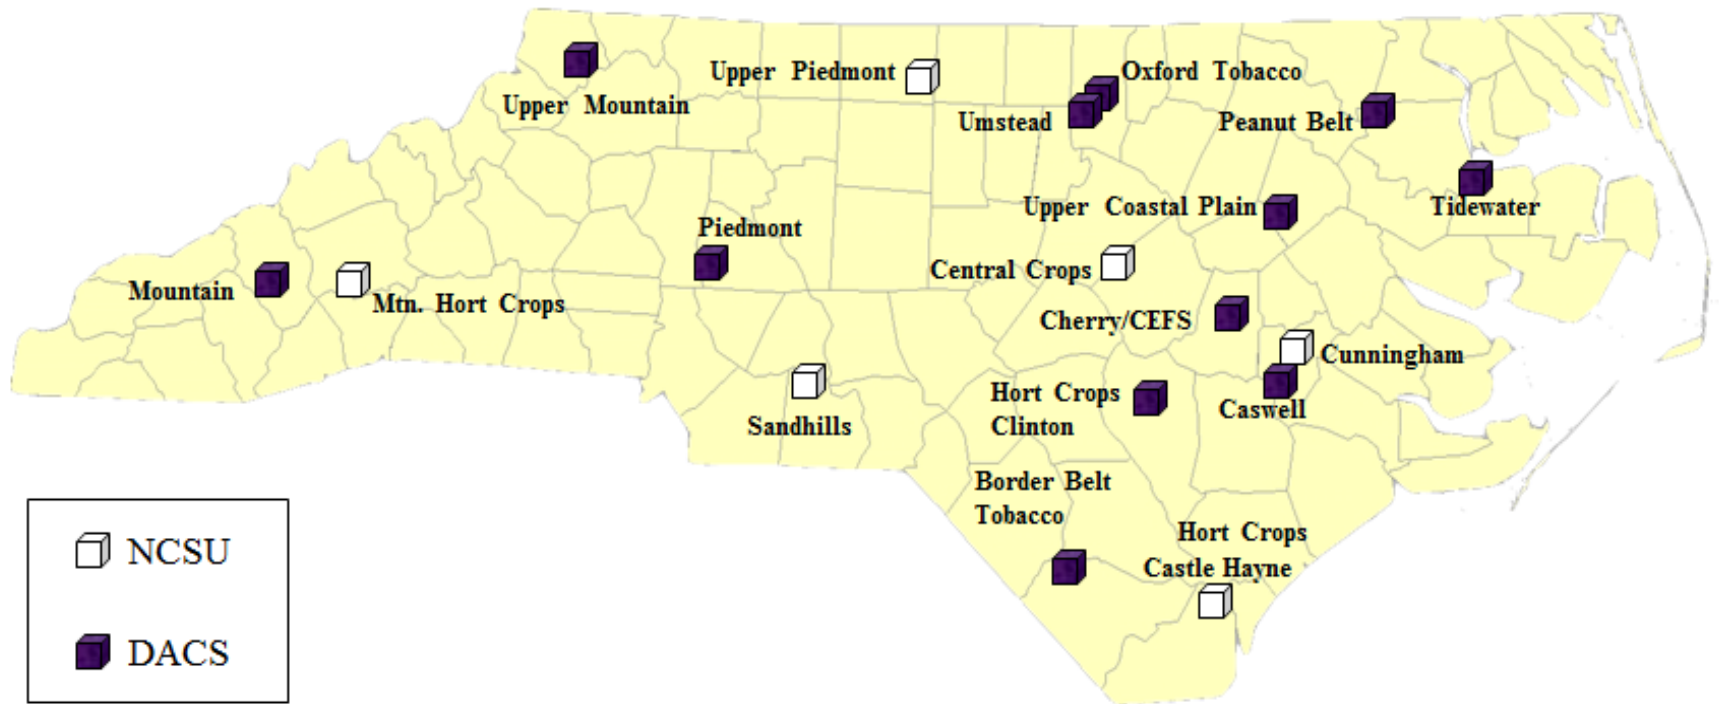 Upper Piedmont
Oxford Tobacco
Upper Mountain
Umstead
Peanut Belt
Upper Coastal Plain
Tidewater
Piedmont
Central Crops
Mountain
Mtn. Hort Crops
Cherry/CEFS
Cunningham
Hort Crops
Clinton
Caswell
Sandhills
Border Belt
Tobacco
Hort Crops
Castle Hayne
NCSU
DACS